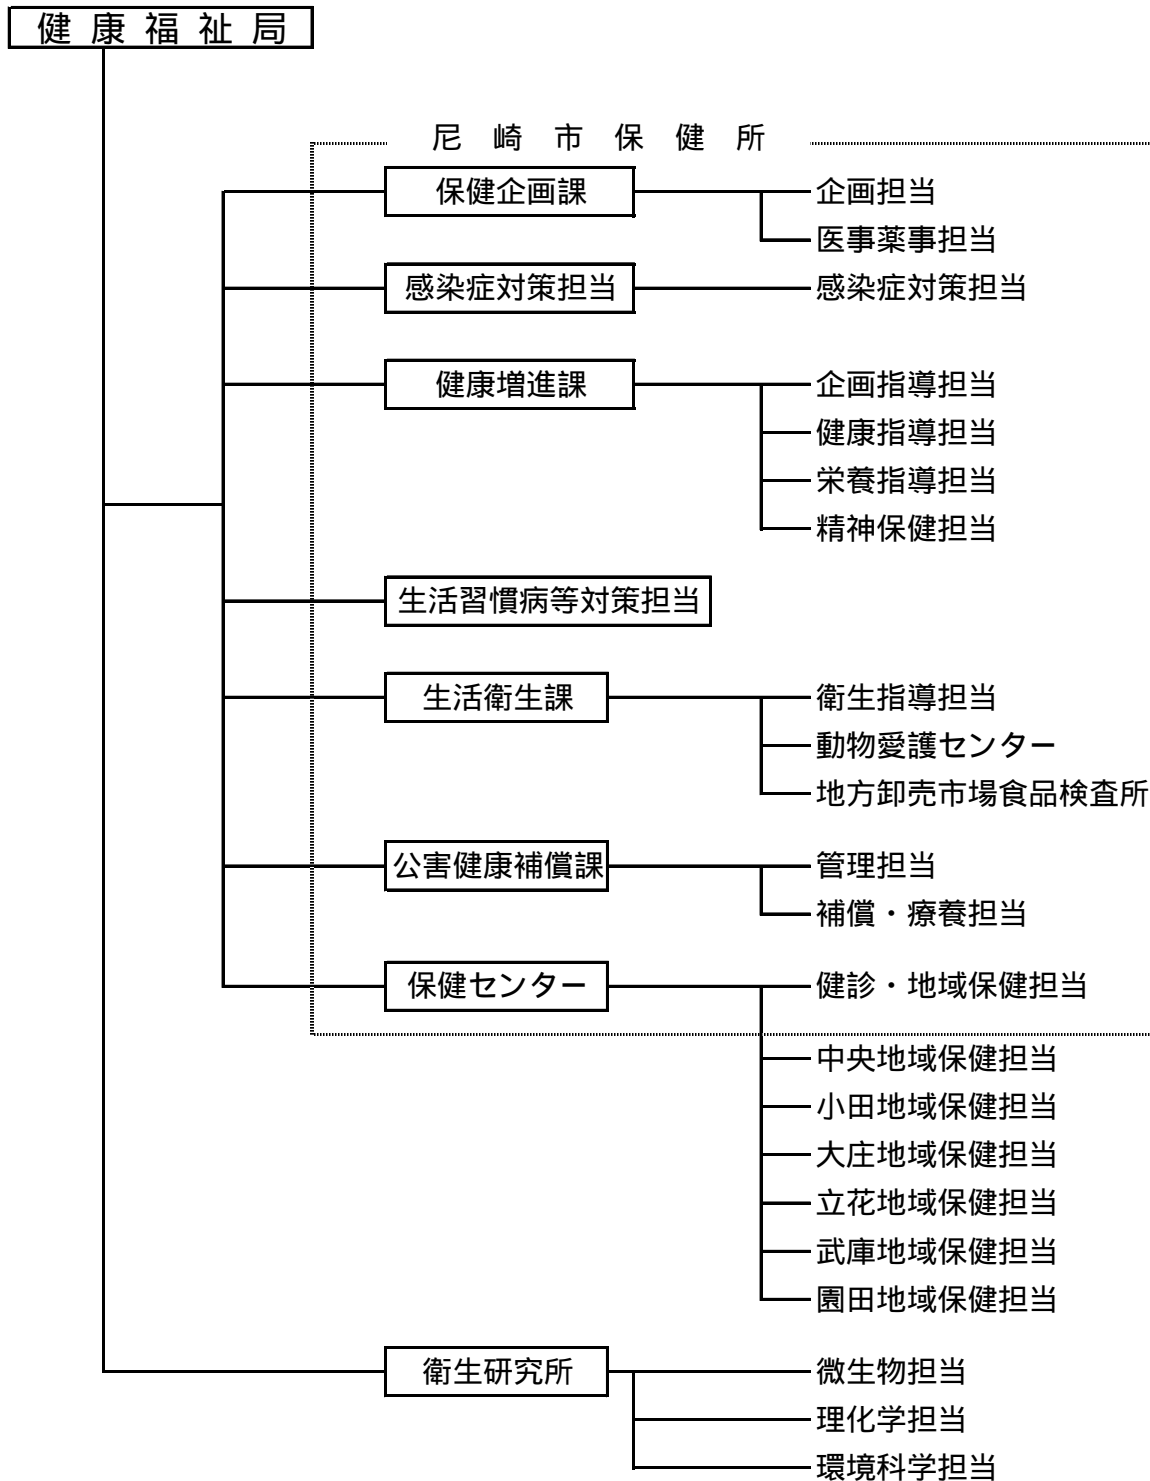 健康福祉局
尼崎市保健所
保健企画課 企画担当
医事薬事担当
感染症対策担当 感染症対策担当
健康増進課 企画指導担当
健康指導担当
栄養指導担当
精神保健担当
生活習慣病等対策担当
生活衛生課 衛生指導担当
動物愛護センター
地方卸売市場食品検査所
公害健康補償課 管理担当
補償・療養担当
保健センター 健診・地域保健担当
中央地域保健担当
小田地域保健担当
大庄地域保健担当
立花地域保健担当
武庫地域保健担当
園田地域保健担当
衛生研究所 微生物担当
理化学担当
環境科学担当